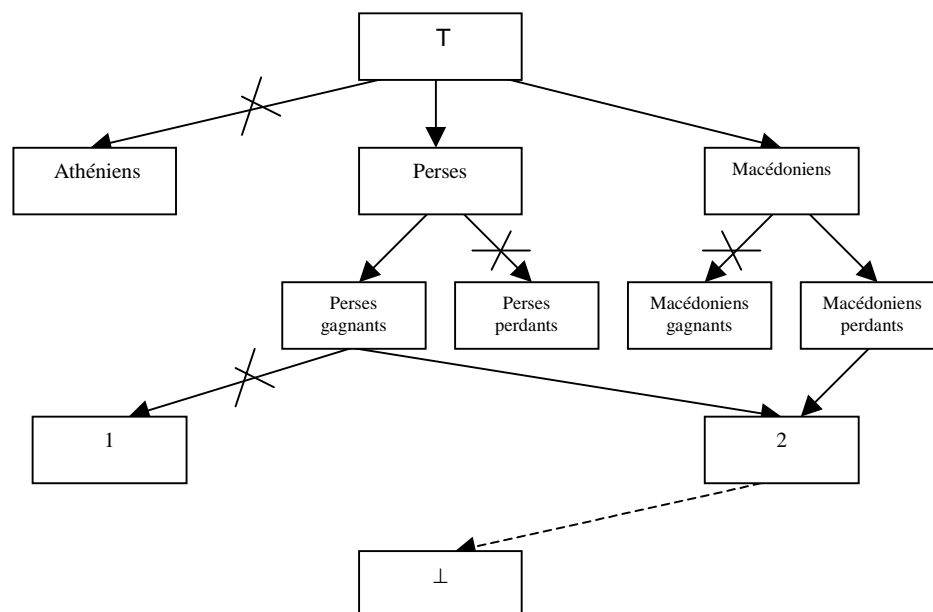 T
Athéniens
Perses
Macédoniens
Perses
gagnants
Perses
perdants
Macédoniens
gagnants
Macédoniens
perdants
1
2
⊥